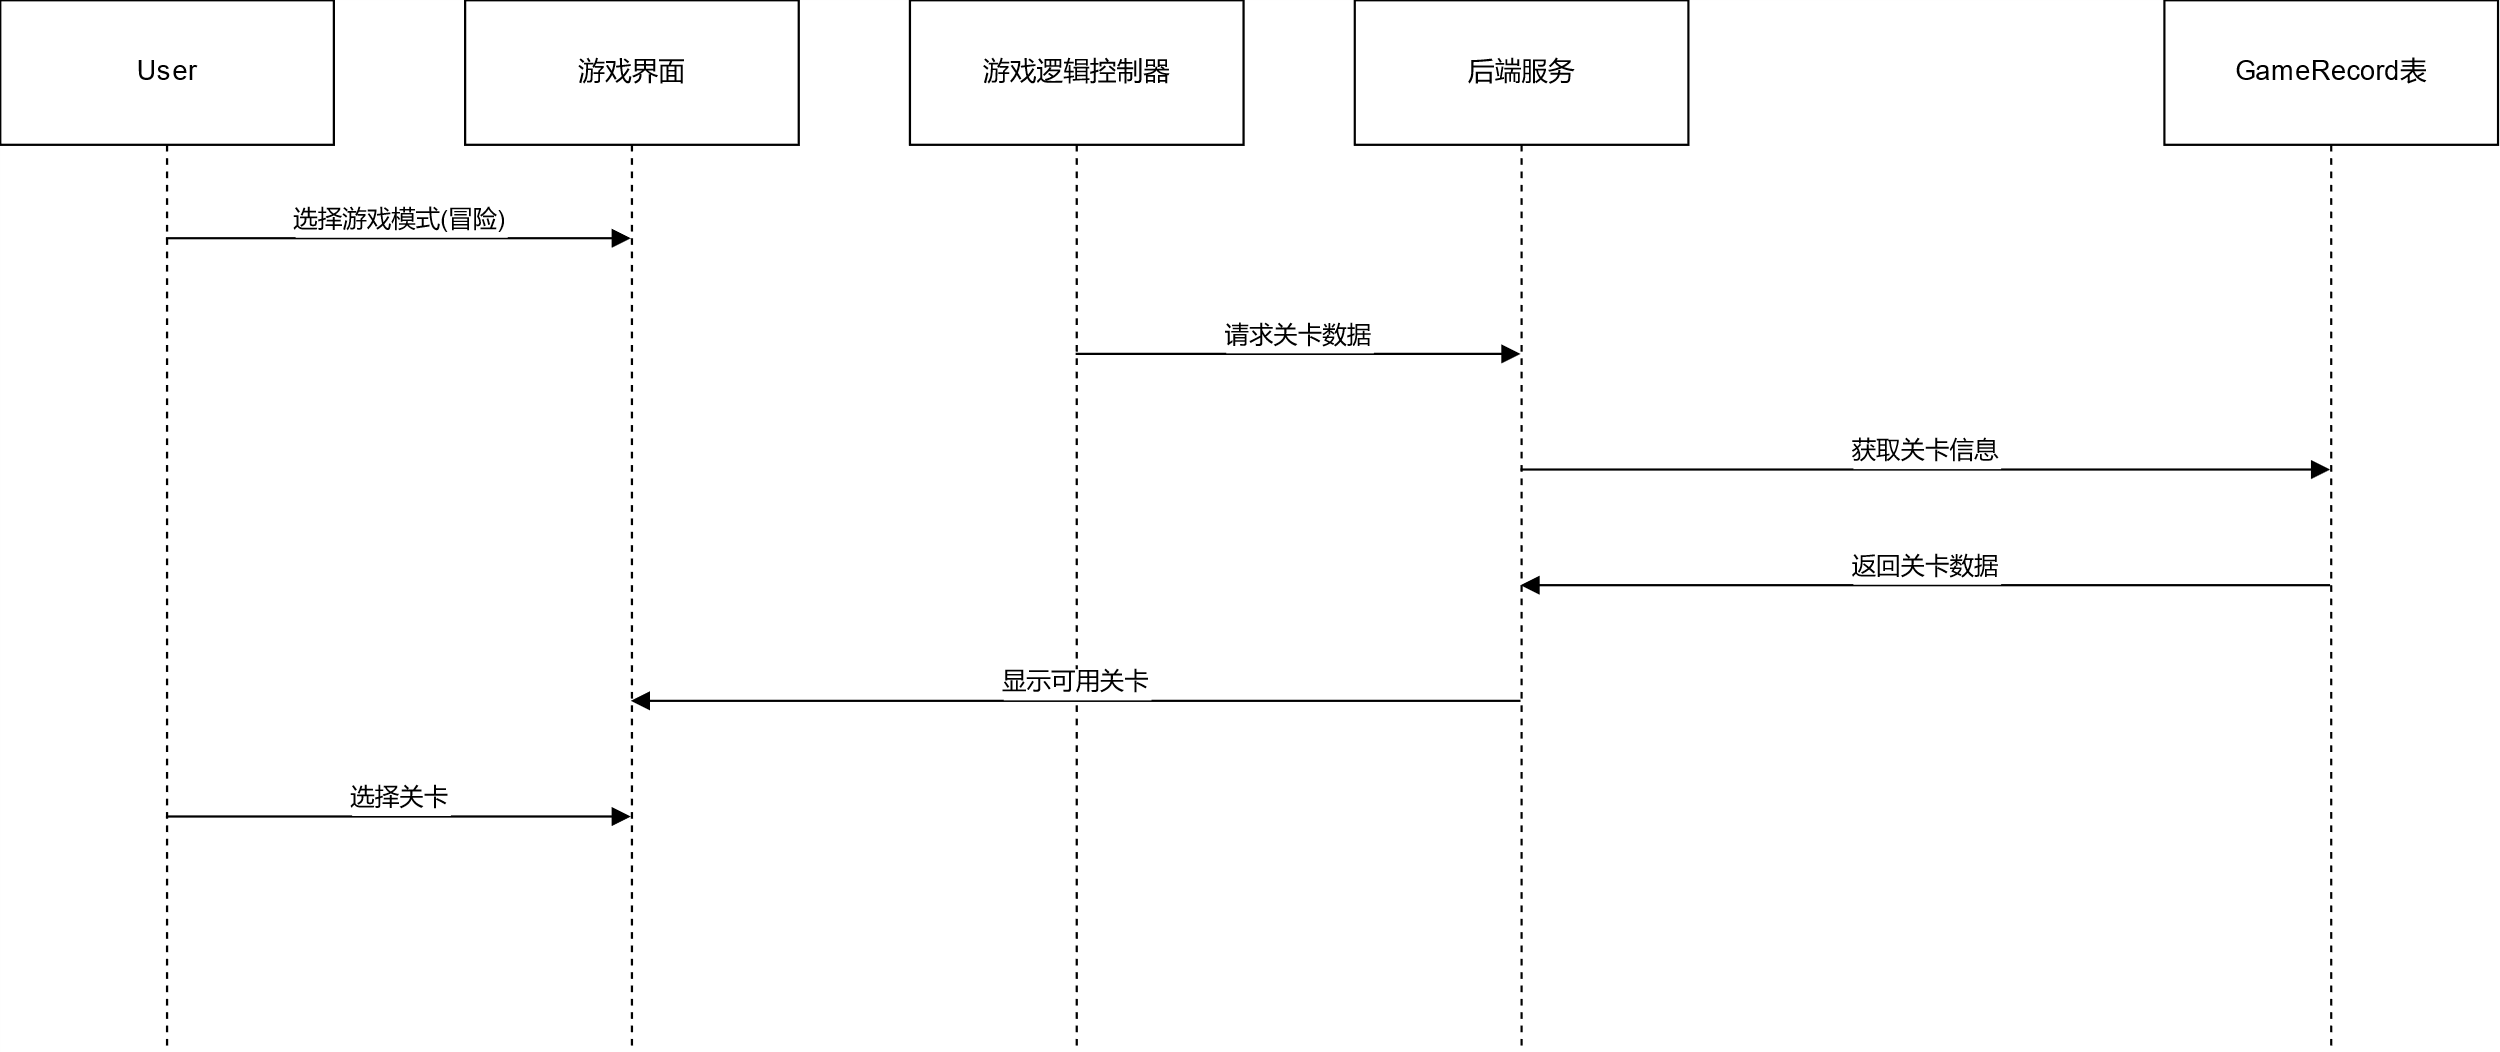 User
游戏界面
游戏逻辑控制器
后端服务
GameRecord表
选择游戏模式(冒险)
请求关卡数据
获取关卡信息
返回关卡数据
显示可用关卡
选择关卡